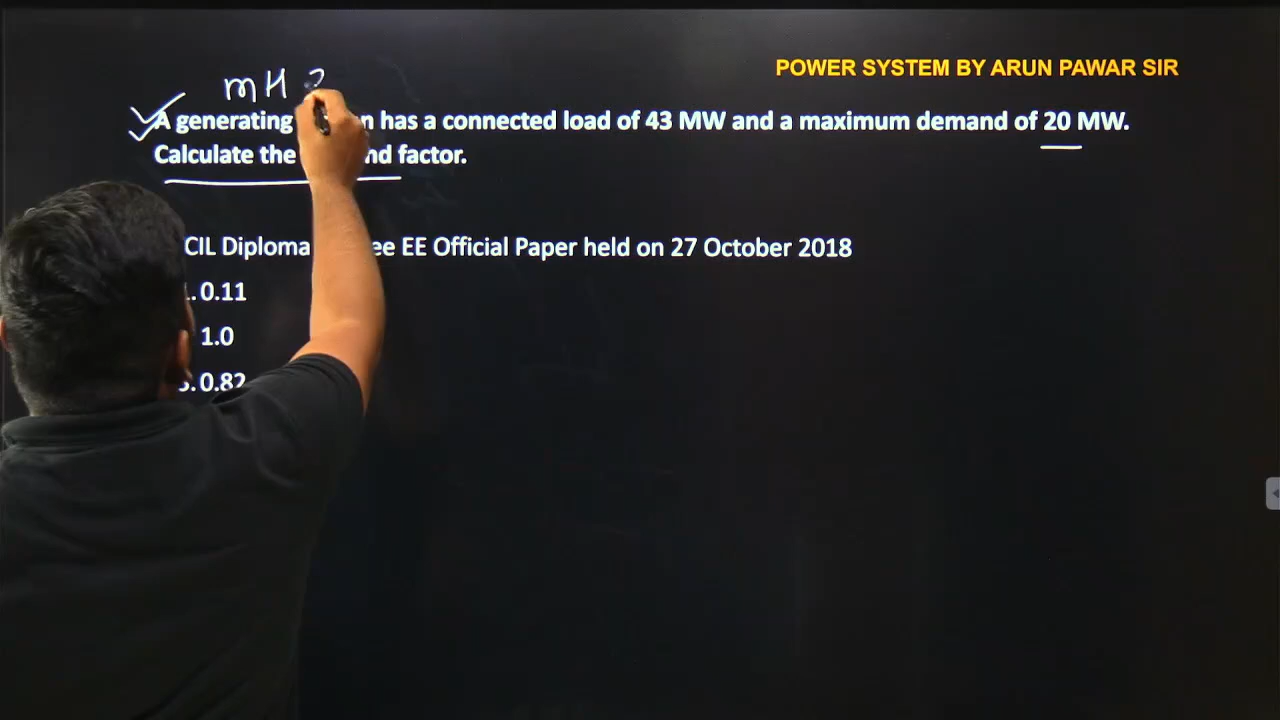 POWER SYSTEM BY ARUN PAWAR SIR
mH
A generating has a connected load of 43 MW and a maximum demand of 20 MW.
Calculate the factor.
CIL Diploma EE Official Paper held on 27 October 2018
0.11
1.0
0.82